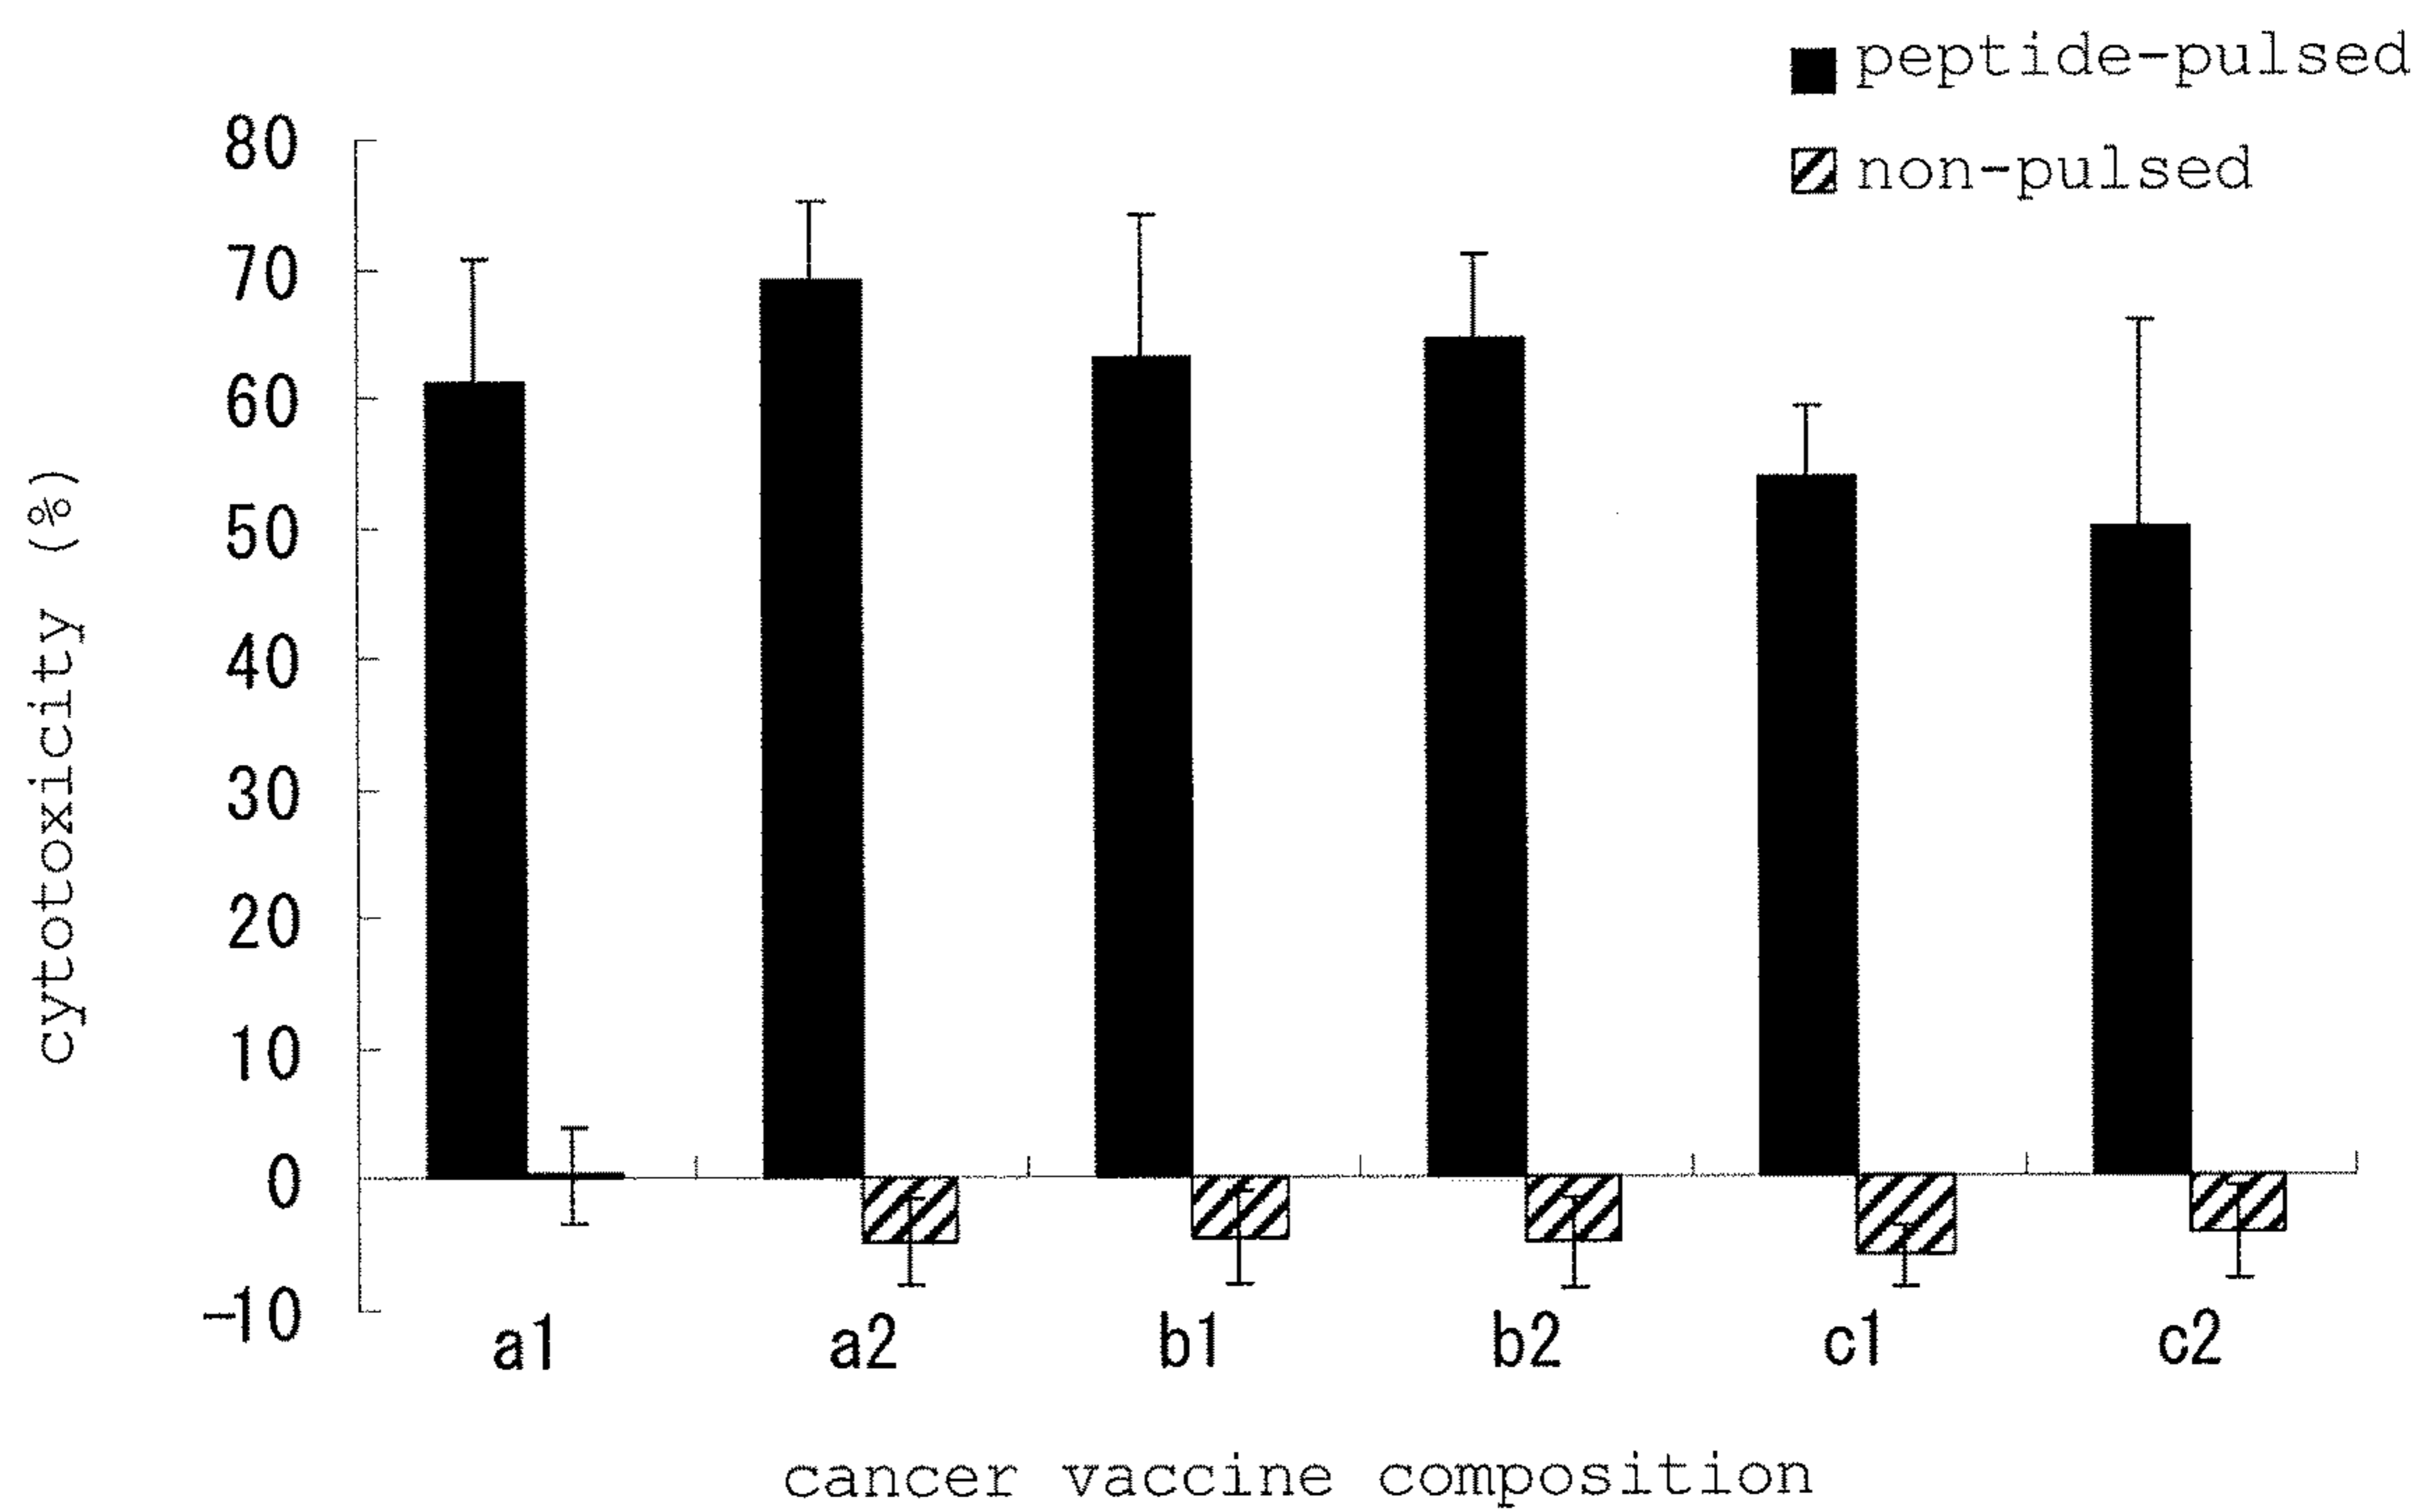 peptide-pulsed
non-pulsed
80
70
60
50
40
30
20
10
0
-10
cytotoxicity (%)
a1 a2 b1 b2 c1 c2
cancer vaccine composition